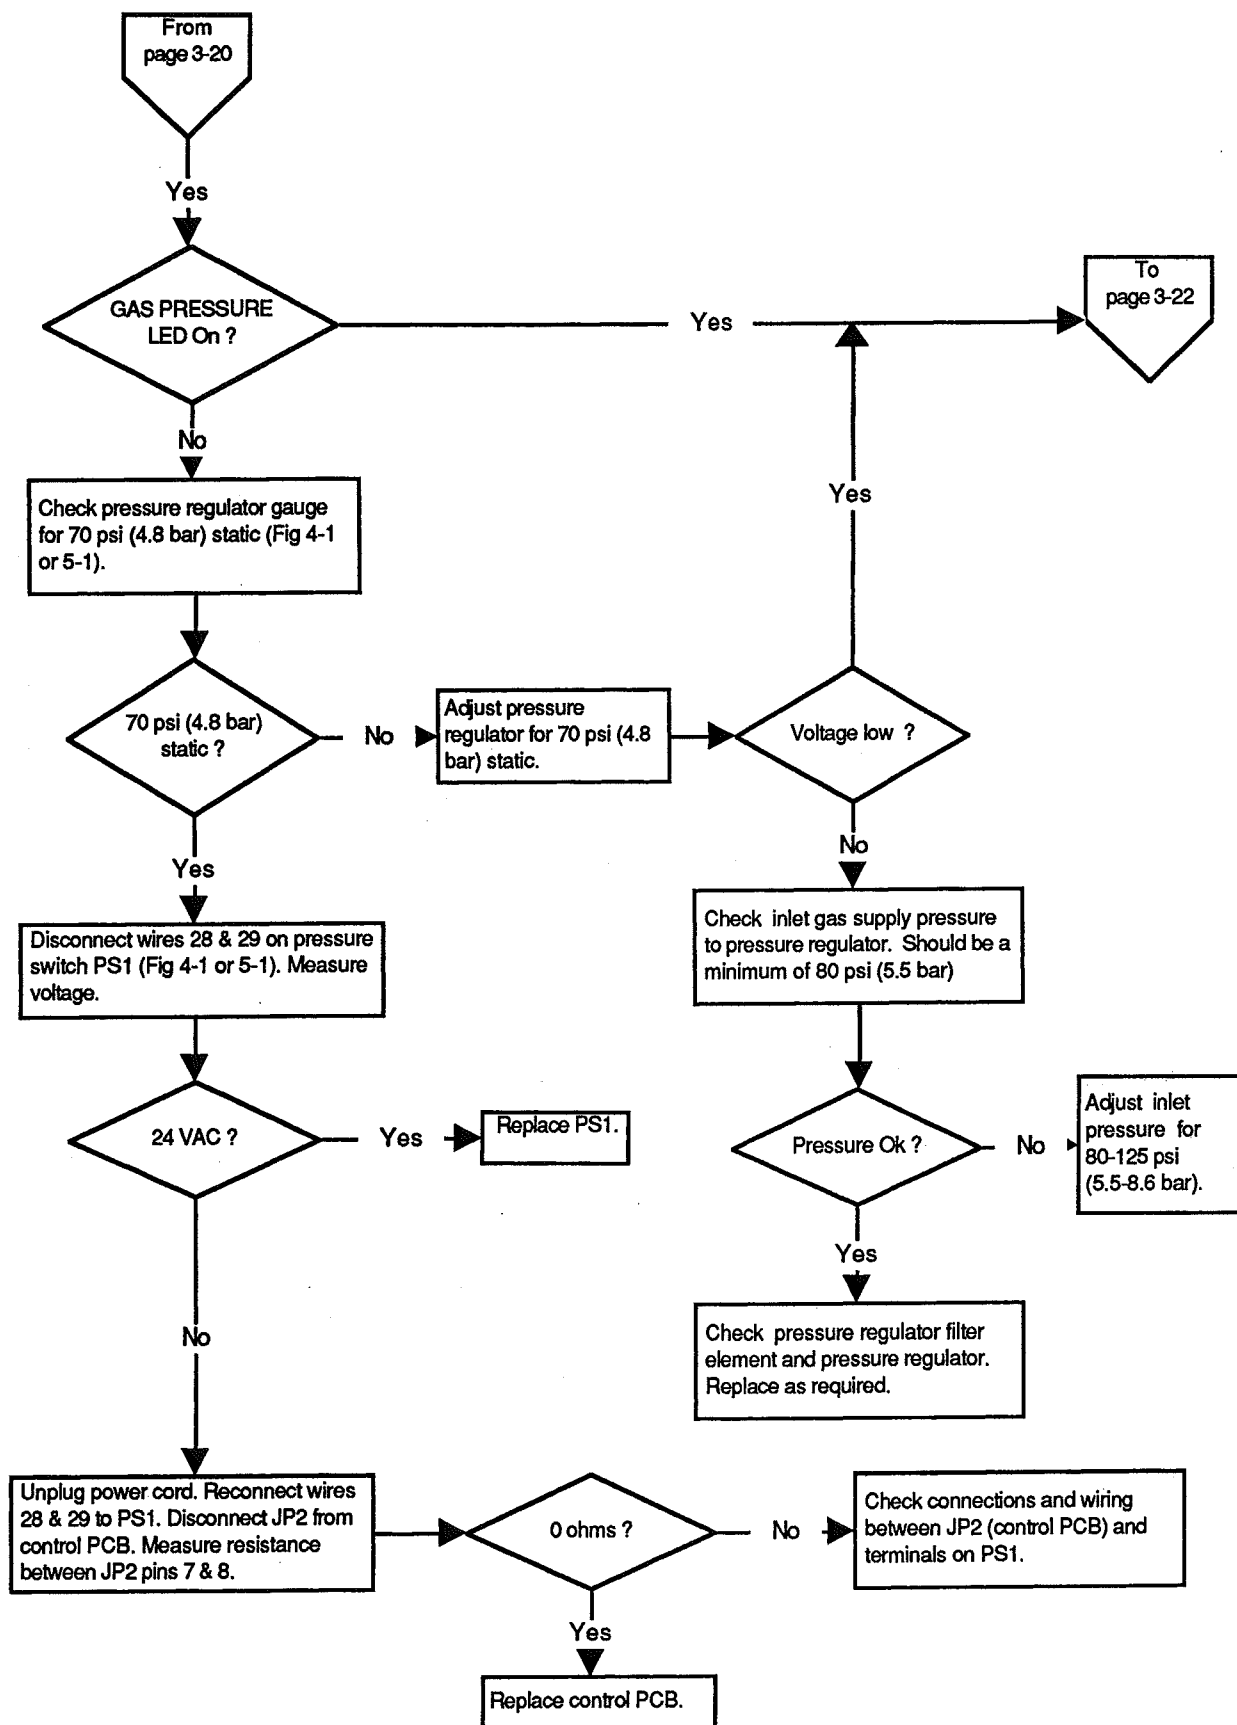 From
page 3-20
Yes
GAS PRESSURE
LED On ?
Yes
To
page 3-22
No
Check pressure regulator gauge
for 70 psi (4.8 bar) static (Fig 4-1
or 5-1).
Yes
70 psi (4.8 bar)
static ?
No
Adjust pressure
regulator for 70 psi (4.8
bar) static.
Voltage low ?
Yes
No
Disconnect wires 28 & 29 on pressure
switch PS1 (Fig 4-1 or 5-1). Measure
voltage.
Check inlet gas supply pressure
to pressure regulator. Should be a
minimum of 80 psi (5.5 bar)
24 VAC ?
Yes
Replace PS1.
Pressure Ok ?
No
Adjust inlet
pressure for
80-125 psi
(5.5-8.6 bar).
Yes
No
Check pressure regulator filter
element and pressure regulator.
Replace as required.
Unplug power cord. Reconnect wires
28 & 29 to PS1. Disconnect JP2 from
control PCB. Measure resistance
between JP2 pins 7 & 8.
0 ohms ?
No
Check connections and wiring
between JP2 (control PCB) and
terminals on PS1.
Yes
Replace control PCB.